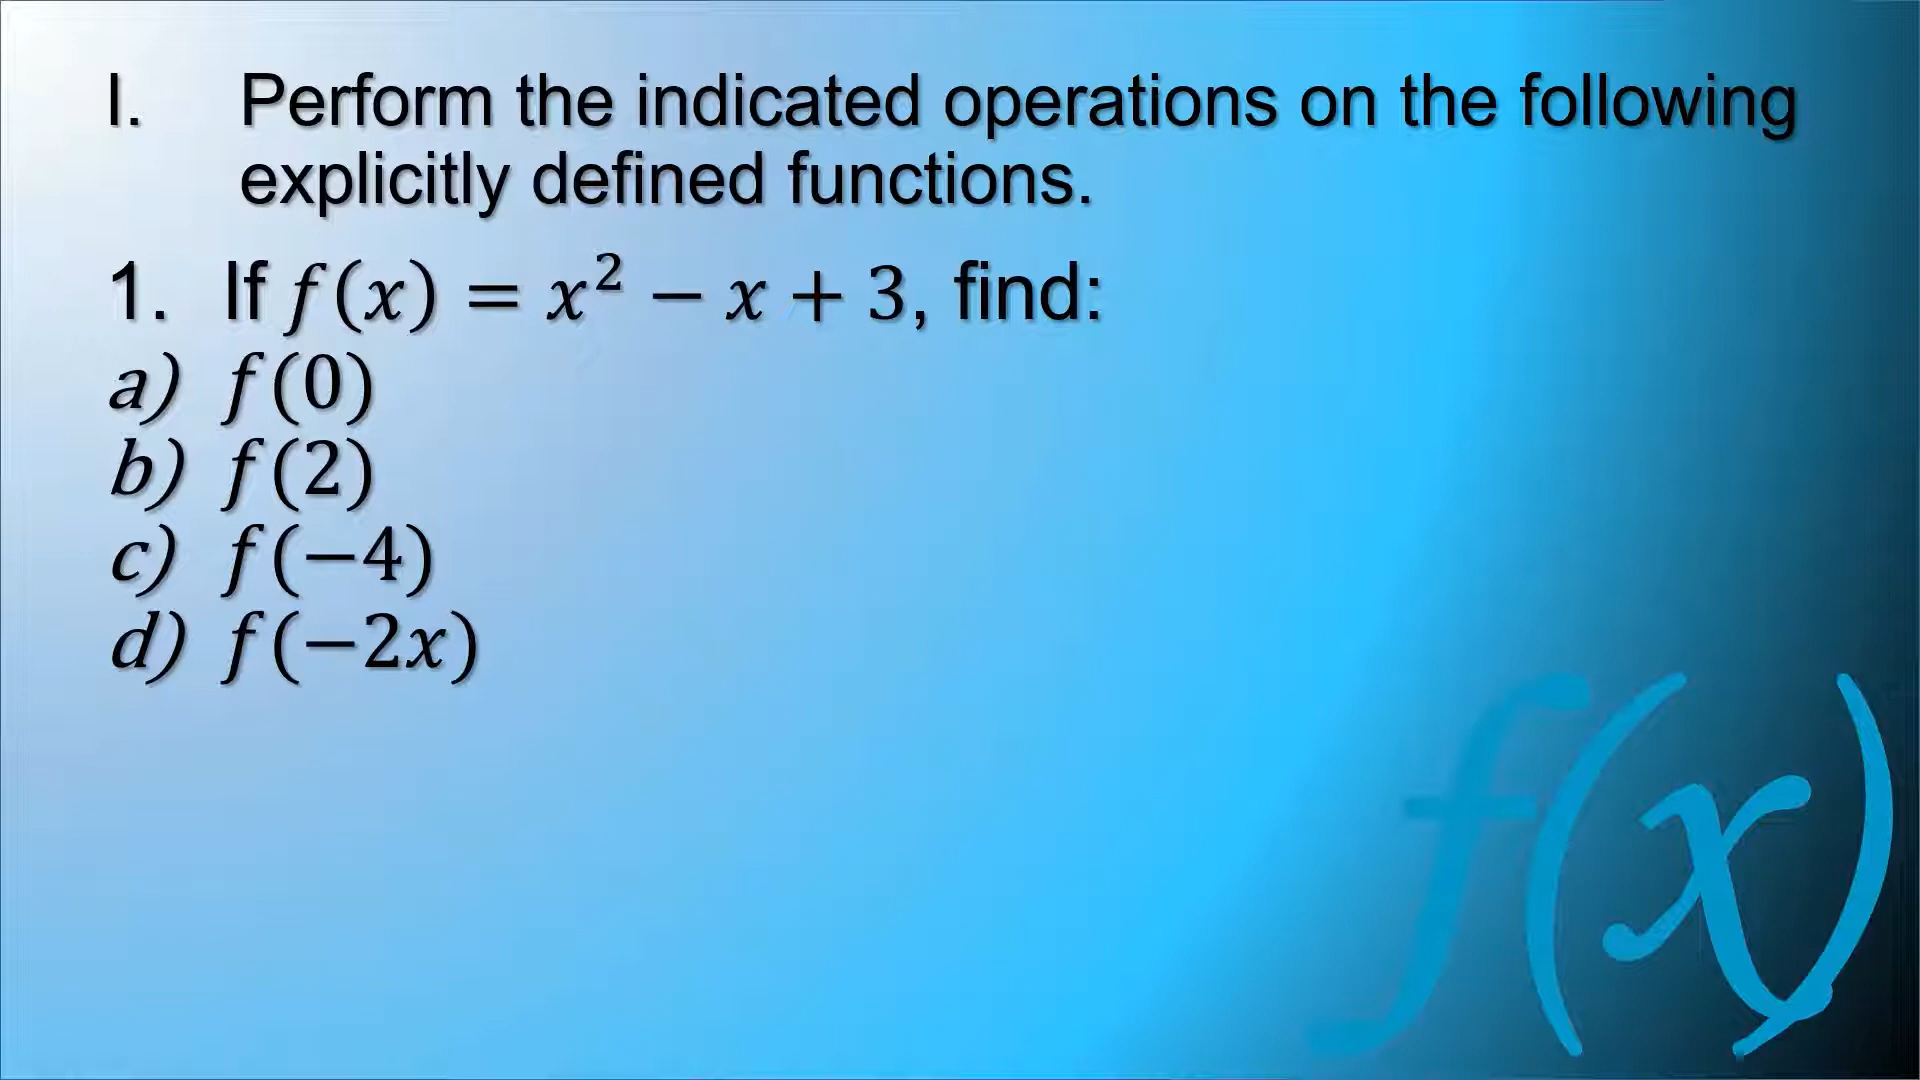 I. Perform the indicated operations on the following
explicitly defined functions.
1. If f(x) = x² − x + 3, find:
a) f(0)
b) f(2)
c) f(−4)
d) f(−2x)
f(x)